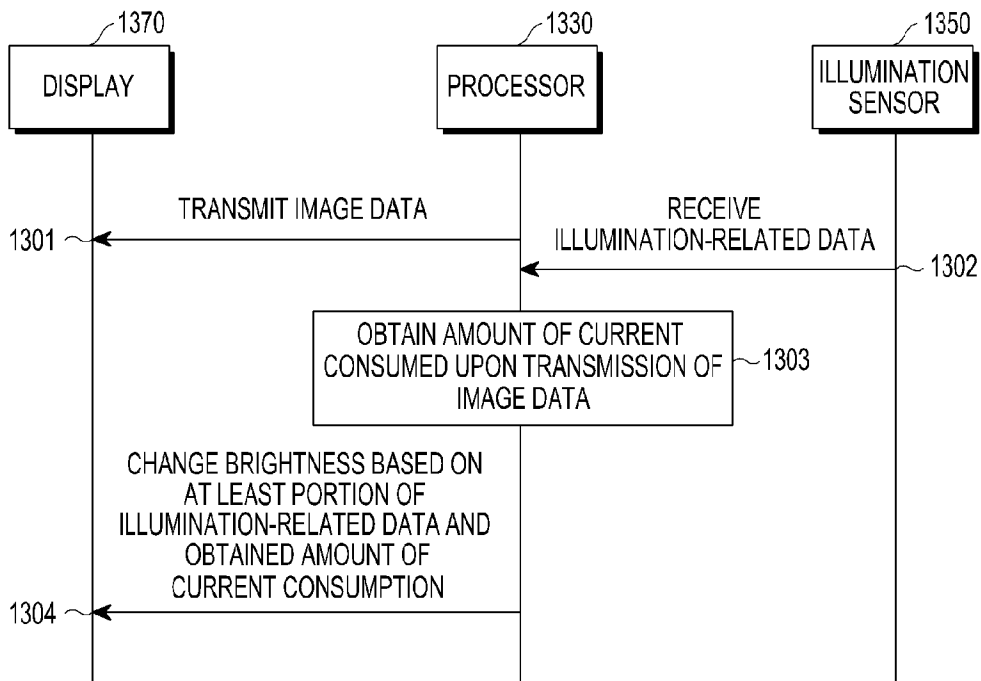 1370
1330
1350
DISPLAY
PROCESSOR
ILLUMINATION
SENSOR
TRANSMIT IMAGE DATA
1301
RECEIVE
ILLUMINATION-RELATED DATA
1302
OBTAIN AMOUNT OF CURRENT
CONSUMED UPON TRANSMISSION OF
IMAGE DATA
1303
CHANGE BRIGHTNESS BASED ON
AT LEAST PORTION OF
ILLUMINATION-RELATED DATA AND
OBTAINED AMOUNT OF
CURRENT CONSUMPTION
1304